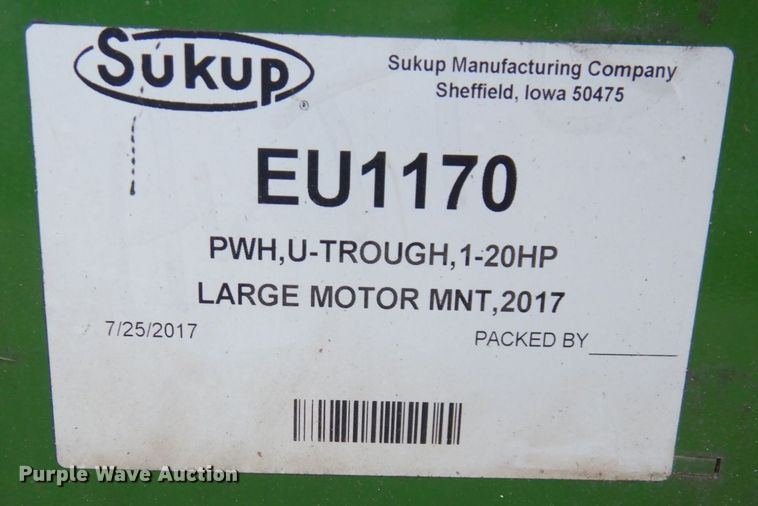 Sukup®
Sukup Manufacturing Company
Sheffield, Iowa 50475
EU1170
PWH,U-TROUGH,1-20HP
LARGE MOTOR MNT,2017
7/25/2017
PACKED BY______
Purple Wave Auction